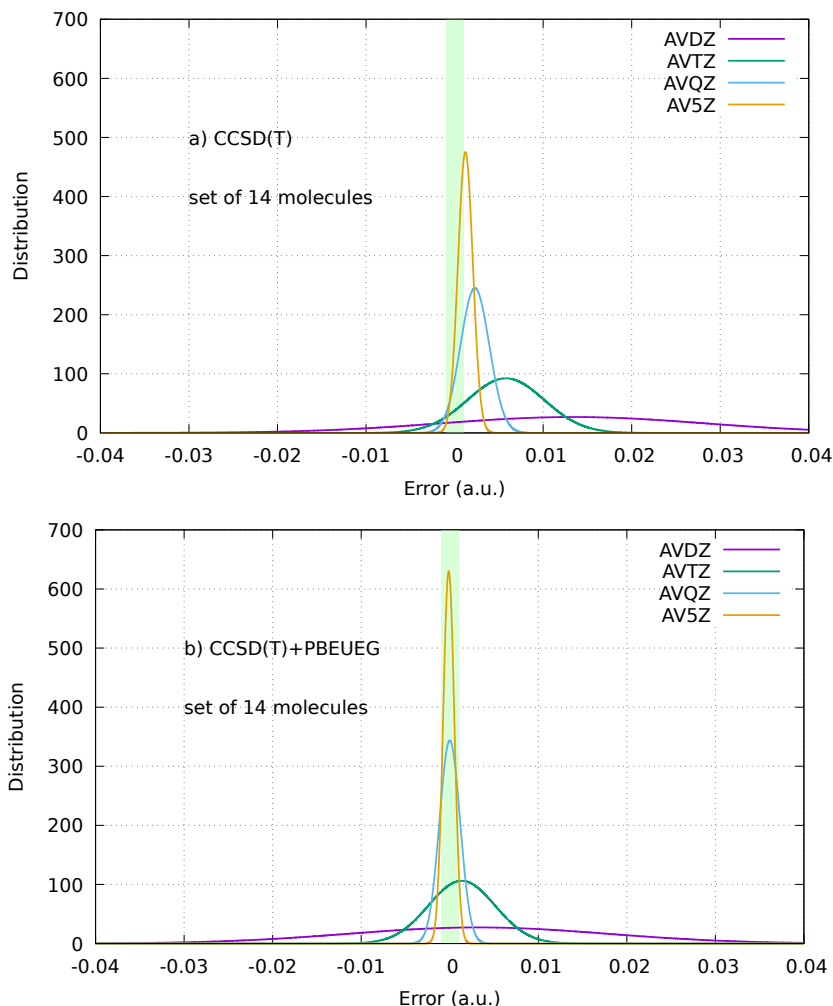 700
600
500
400
300
200
100
0
Distribution
AVDZ
AVTZ
AVQZ
AV5Z
a) CCSD(T)
set of 14 molecules
-0.04 -0.03 -0.02 -0.01 0 0.01 0.02 0.03 0.04
Error (a.u.)
700
600
500
400
300
200
100
0
Distribution
AVDZ
AVTZ
AVQZ
AV5Z
b) CCSD(T)+PBEUEG
set of 14 molecules
-0.04 -0.03 -0.02 -0.01 0 0.01 0.02 0.03 0.04
Error (a.u.)